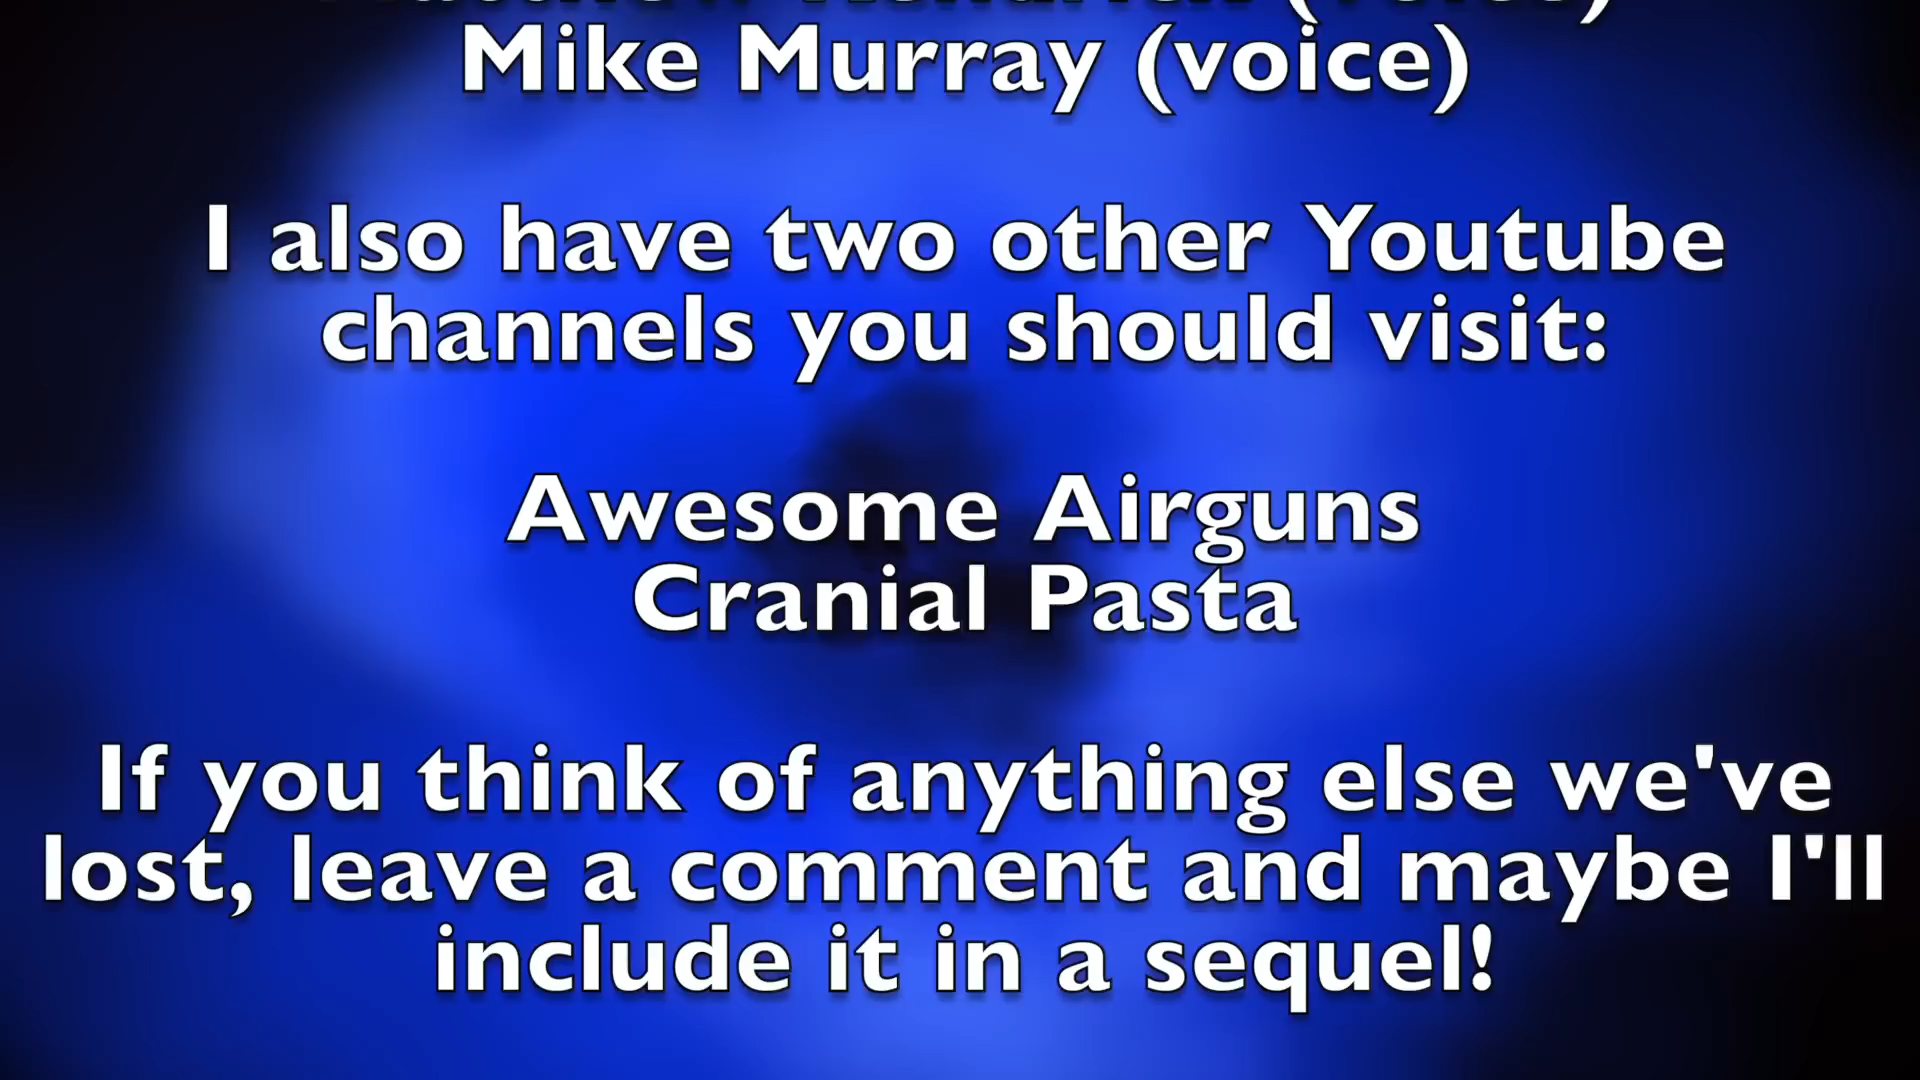 Mike Murray (voice)
I also have two other Youtube
channels you should visit:
Awesome Airguns
Cranial Pasta
If you think of anything else we've
lost, leave a comment and maybe I'll
include it in a sequel!